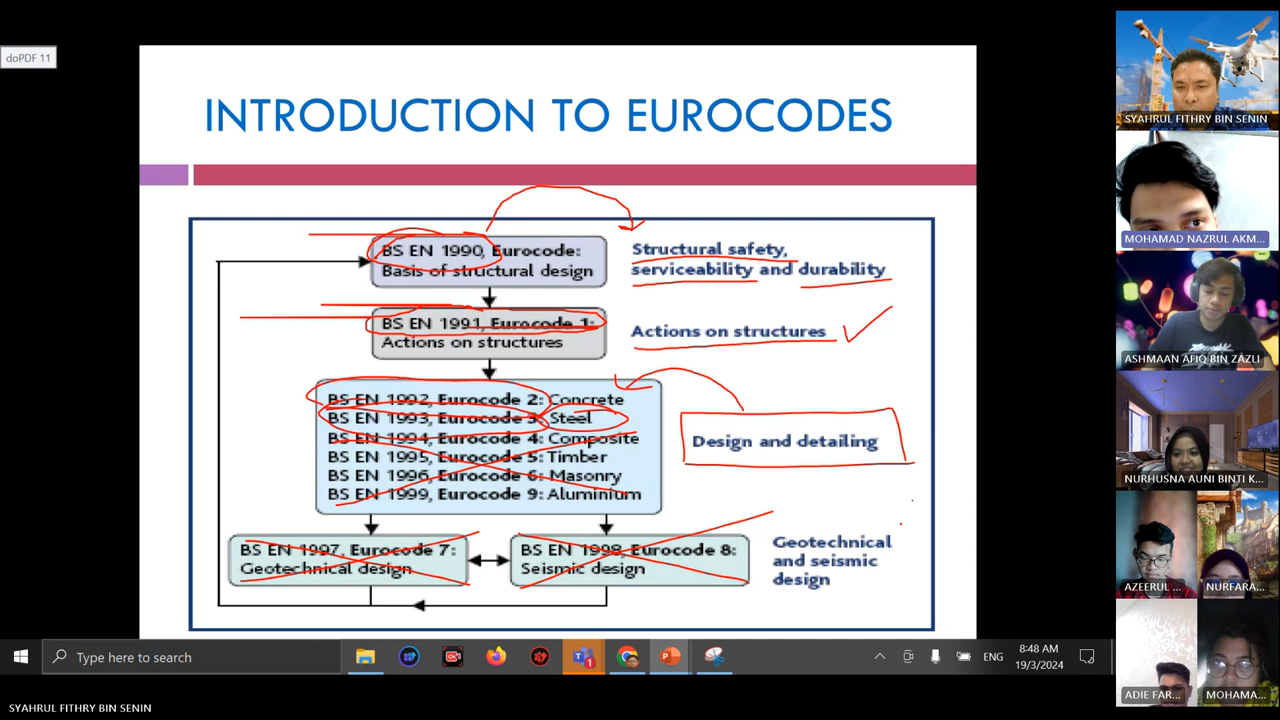 doPDF 11
INTRODUCTION TO EUROCODES
BS EN 1990, Eurocode:
Basis of structural design
Structural safety,
serviceability and durability
BS EN 1991, Eurocode 1:
Actions on structures
Actions on structures
BS EN 1992, Eurocode 2: Concrete
BS EN 1993, Eurocode 3: Steel
BS EN 1994, Eurocode 4: Composite
BS EN 1995, Eurocode 5: Timber
BS EN 1996, Eurocode 6: Masonry
BS EN 1999, Eurocode 9: Aluminium
Design and detailing
BS EN 1997, Eurocode 7:
Geotechnical design
BS EN 1998, Eurocode 8:
Seismic design
Geotechnical
and seismic
design
Type here to search
1
ENG
8:48 AM
19/3/2024
SYAHRUL FITHRY BIN SENIN
SYAHRUL FITHRY BIN SENIN
MOHAMAD NAZRUL AKM...
ASHMAAN AFIQ BIN ZAZLI
NURHUSNA AUNI BINTI K...
AZEERUL ...
NURFARA...
ADIE FAR...
MOHAMA...